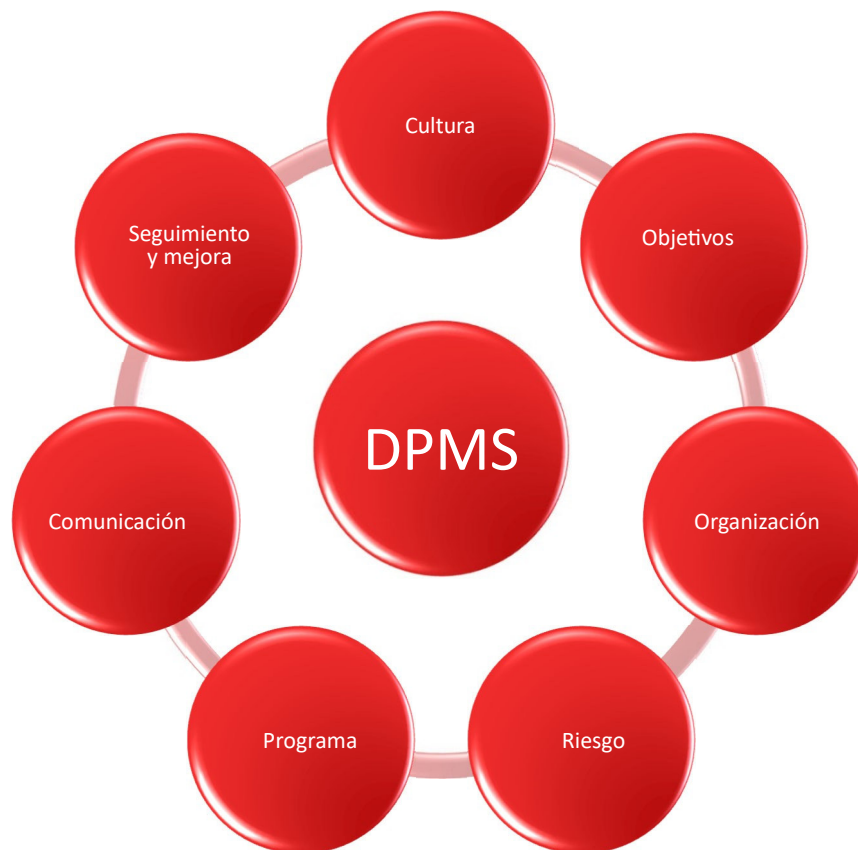 Cultura
Objetivos
Organización
Riesgo
Programa
Comunicación
Seguimiento
y mejora
DPMS